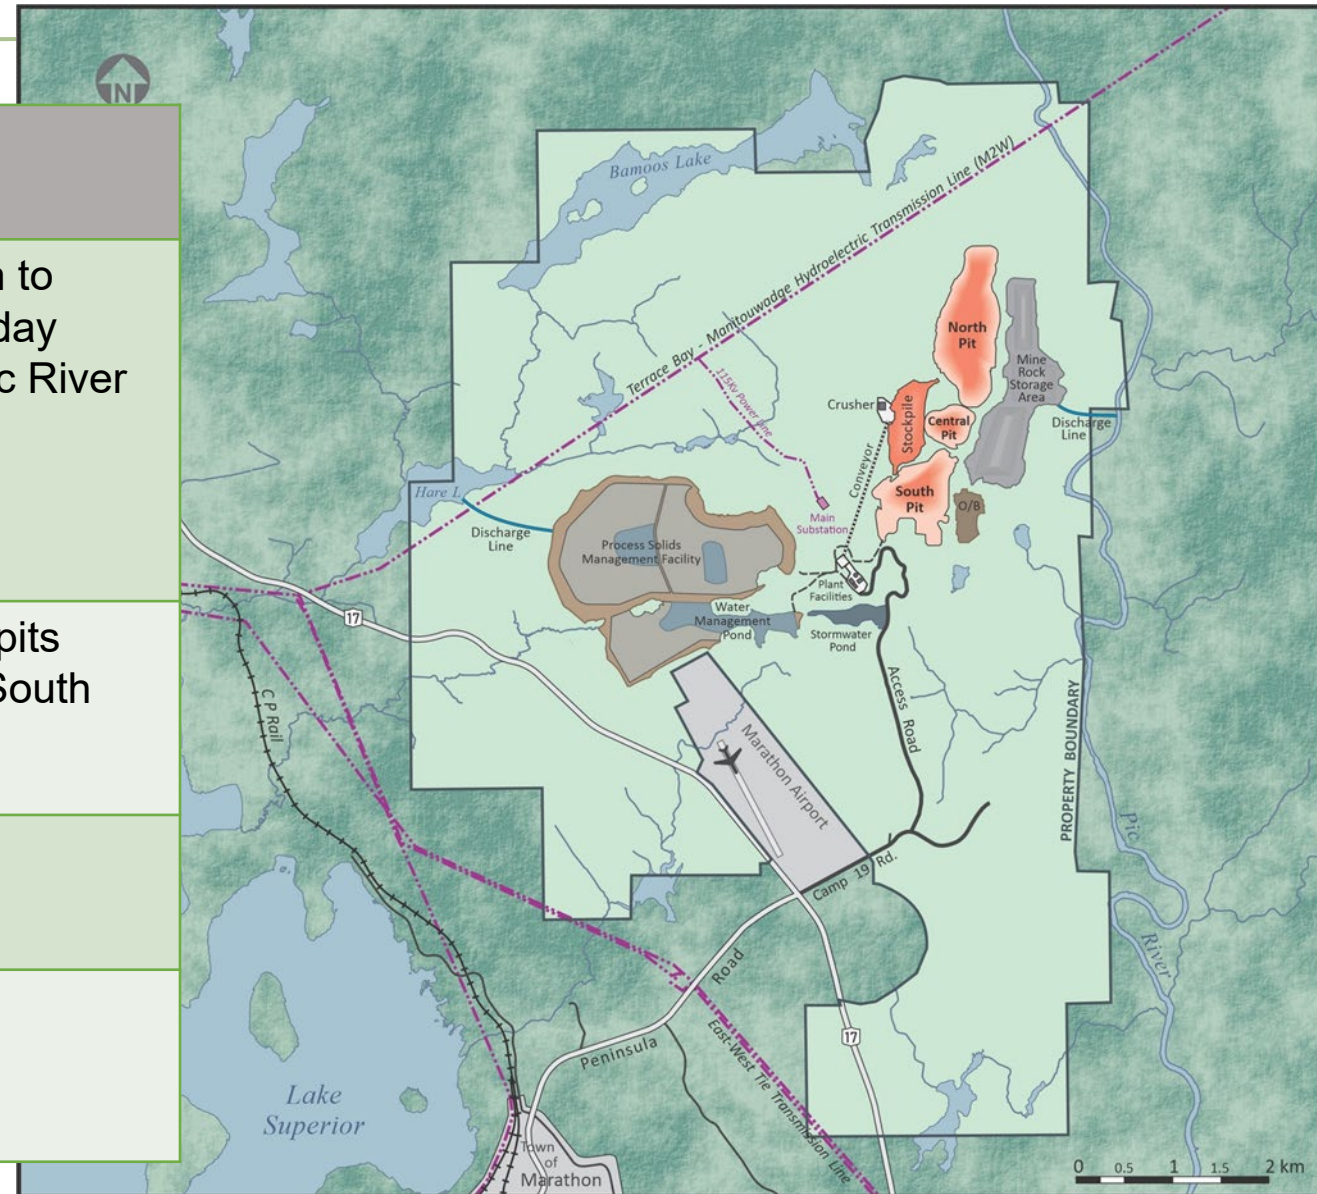 N
n to
day
c River
pits
South
Bamoos Lake
Terrace Bay - Manitouwadge Hydroelectric Transmission Line (M2W)
115Kv Power line
North
Pit
Mine
Rock
Storage
Area
Crusher
Stockpile
Central
Pit
Discharge
Line
Conveyor
South
Pit
O/B
Hare L.
Discharge
Line
Main
Substation
Process Solids
Management Facility
Plant
Facilities
Water
Management
Pond
Stormwater
Pond
17
C P Rail
Access Road
Marathon Airport
PROPERTY BOUNDARY
Pic
River
Camp 19 Rd.
Peninsula
Road
East-West Tie Transmission Line
17
Lake
Superior
Town
of
Marathon
0 0.5 1 1.5 2 km